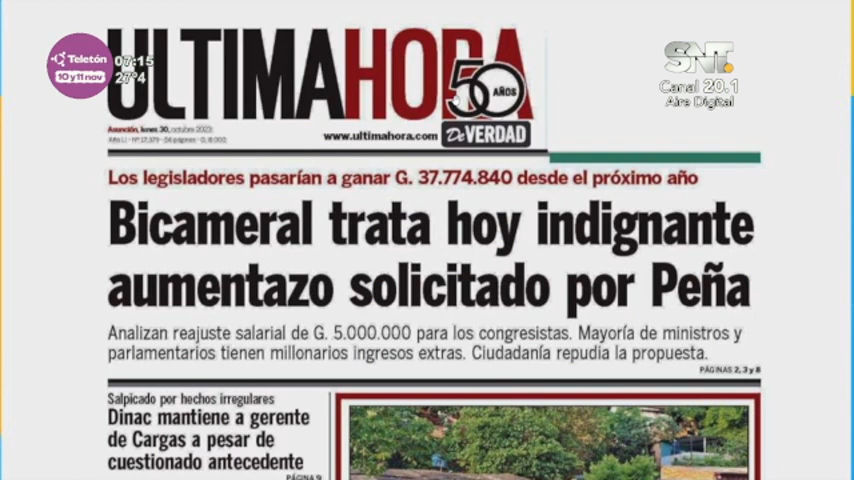 Teletón
10 y 11 nov
07:15
27°4
ULTIMAHORA
50
AÑOS
De VERDAD
SNT.
Canal 20.1
Aire Digital
Asunción, lunes 30, octubre 2023
www.ultimahora.com
Los legisladores pasarían a ganar G. 37.774.840 desde el próximo año
Bicameral trata hoy indignante
aumentazo solicitado por Peña
Analizan reajuste salarial de G. 5.000.000 para los congresistas. Mayoría de ministros y
parlamentarios tienen millonarios ingresos extras. Ciudadanía repudia la propuesta.
PÁGINAS 2, 3 y 8
Salpicado por hechos irregulares
Dinac mantiene a gerente
de Cargas a pesar de
cuestionado antecedente
PÁGINA 9